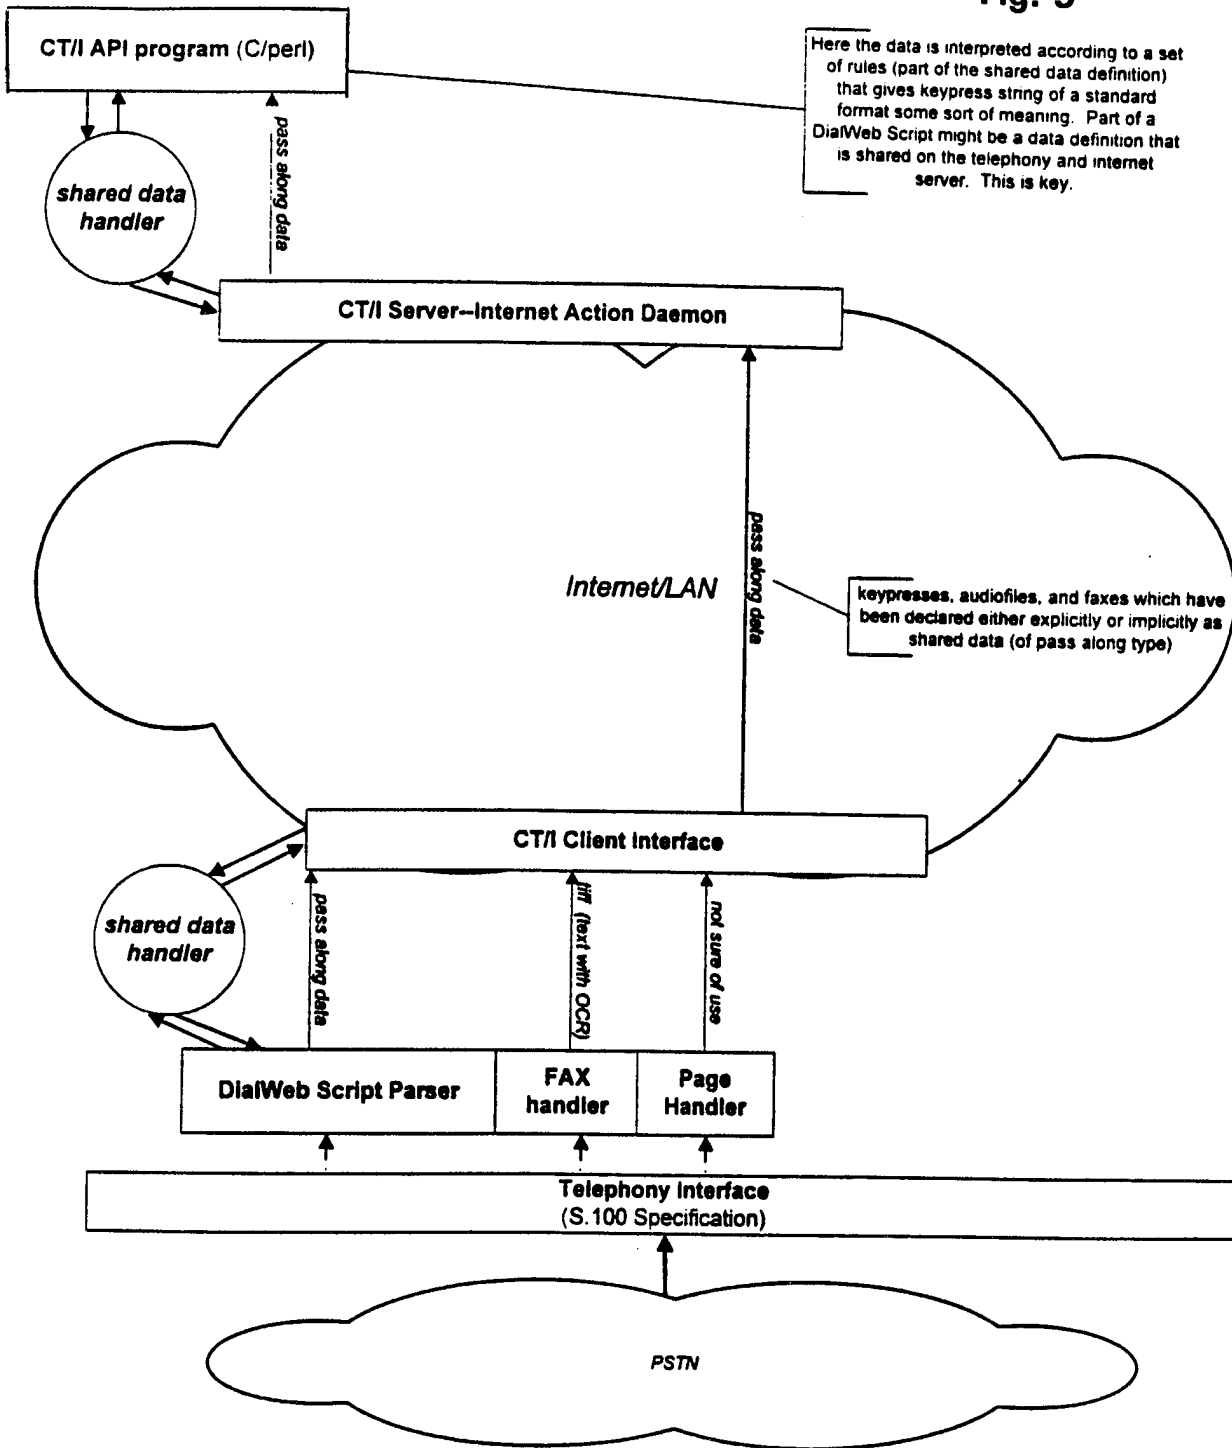 CT/I API program (C/perl)
Here the data is interpreted according to a set
of rules (part of the shared data definition)
that gives keypress string of a standard
format some sort of meaning. Part of a
DialWeb Script might be a data definition that
is shared on the telephony and internet
server. This is key.
pass along data
shared data
handler
CT/I Server--Internet Action Daemon
Internet/LAN
pass along data
keypresses, audiofiles, and faxes which have
been declared either explicitly or implicitly as
shared data (of pass along type)
CT/I Client Interface
shared data
handler
pass along data
tiff (text with OCR)
not sure of use
DialWeb Script Parser
FAX
handler
Page
Handler
Telephony Interface
(S.100 Specification)
PSTN